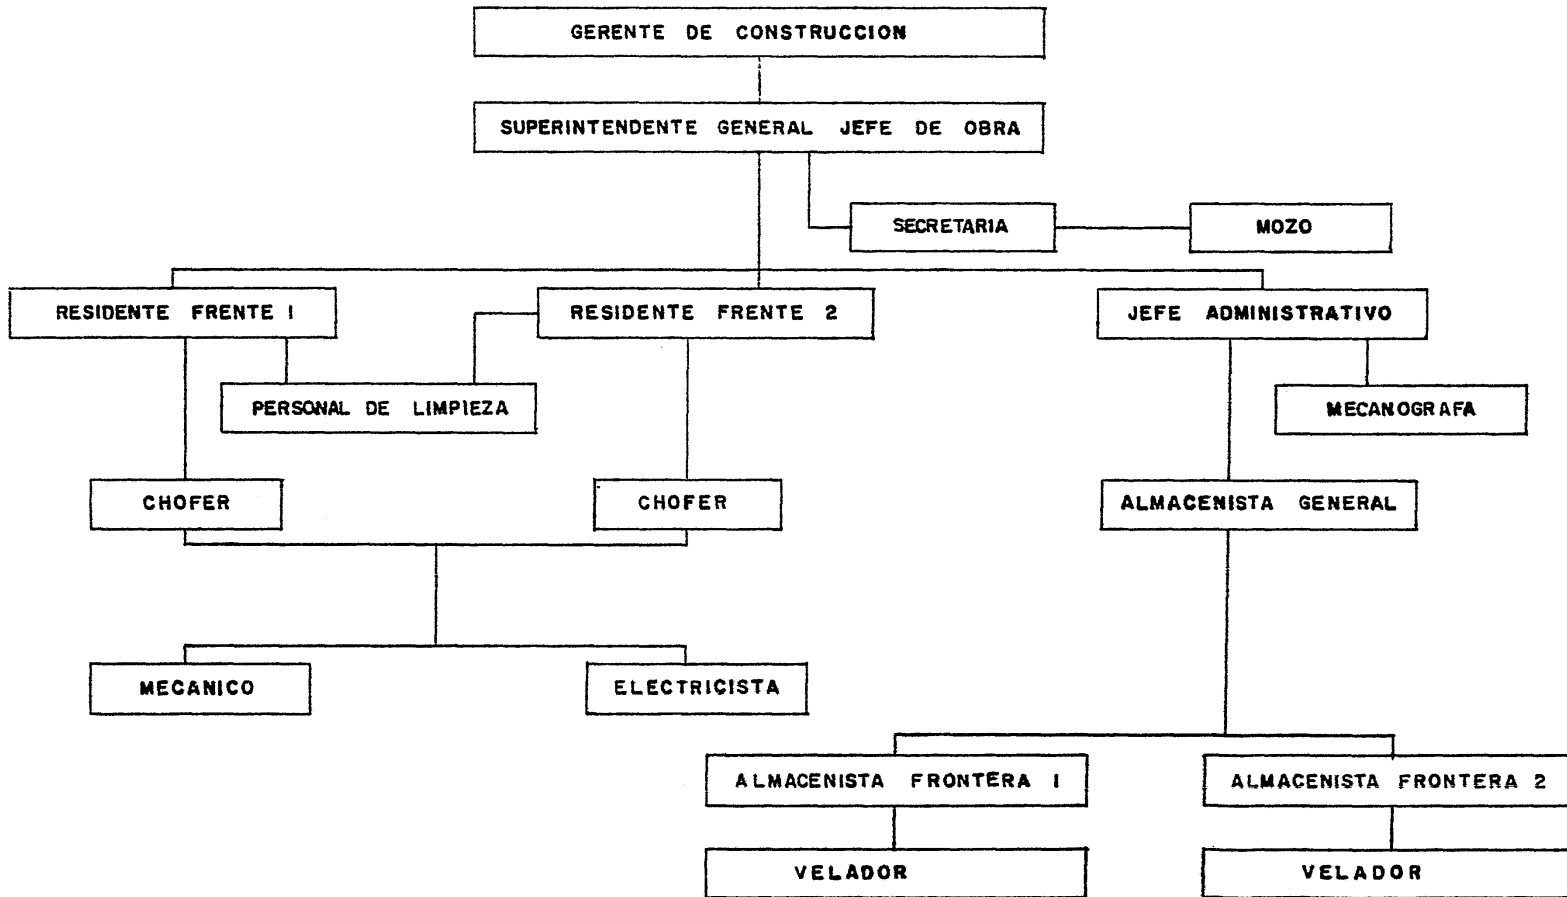 GERENTE DE CONSTRUCCION
SUPERINTENDENTE GENERAL JEFE DE OBRA
SECRETARIA
MOZO
RESIDENTE FRENTE 1
RESIDENTE FRENTE 2
JEFE ADMINISTRATIVO
PERSONAL DE LIMPIEZA
MECANOGRAFA
CHOFER
CHOFER
ALMACENISTA GENERAL
MECANICO
ELECTRICISTA
ALMACENISTA FRONTERA 1
ALMACENISTA FRONTERA 2
VELADOR
VELADOR